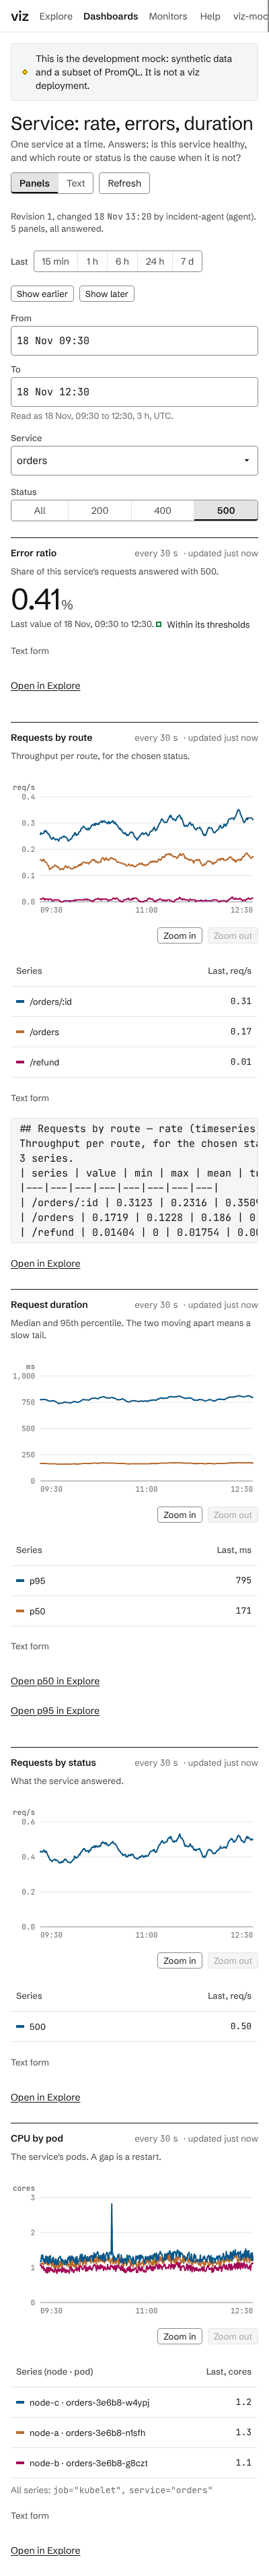 viz Explore Dashboards Monitors Help viz-moc
This is the development mock: synthetic data
and a subset of PromQL. It is not a viz
deployment.
Service: rate, errors, duration
One service at a time. Answers: is this service healthy,
and which route or status is the cause when it is not?
Panels Text Refresh
Revision 1, changed 18 Nov 13:20 by incident-agent (agent).
5 panels, all answered.
Last 15 min 1 h 6 h 24 h 7 d
Show earlier Show later
From
18 Nov 09:30
To
18 Nov 12:30
Read as 18 Nov, 09:30 to 12:30, 3 h, UTC.
Service
orders
Status
All 200 400 500
Error ratio every 30 s · updated just now
Share of this service's requests answered with 500.
0.41%
Last value of 18 Nov, 09:30 to 12:30. Within its thresholds
Text form
Open in Explore
Requests by route every 30 s · updated just now
Throughput per route, for the chosen status.
req/s
0.4
0.3
0.2
0.1
0.0
09:30 11:00 12:30
Zoom in Zoom out
Series Last, req/s
/orders/:id 0.31
/orders 0.17
/refund 0.01
Text form
## Requests by route — rate (timeseries
Throughput per route, for the chosen sta
3 series.
| series | value | min | max | mean | tr
|---|---|---|---|---|---|---|
| /orders/:id | 0.3123 | 0.2316 | 0.3509
| /orders | 0.1719 | 0.1228 | 0.186 | 0
| /refund | 0.01404 | 0 | 0.01754 | 0.00
Open in Explore
Request duration every 30 s · updated just now
Median and 95th percentile. The two moving apart means a
slow tail.
ms
1,000
750
500
250
0
09:30 11:00 12:30
Zoom in Zoom out
Series Last, ms
p95 795
p50 171
Text form
Open p50 in Explore
Open p95 in Explore
Requests by status every 30 s · updated just now
What the service answered.
req/s
0.6
0.4
0.2
0.0
09:30 11:00 12:30
Zoom in Zoom out
Series Last, req/s
500 0.50
Text form
Open in Explore
CPU by pod every 30 s · updated just now
The service's pods. A gap is a restart.
cores
3
2
1
0
09:30 11:00 12:30
Zoom in Zoom out
Series (node · pod) Last, cores
node-c · orders-3e6b8-w4ypj 1.2
node-a · orders-3e6b8-n1sfh 1.3
node-b · orders-3e6b8-g8czt 1.1
All series: job="kubelet", service="orders"
Text form
Open in Explore